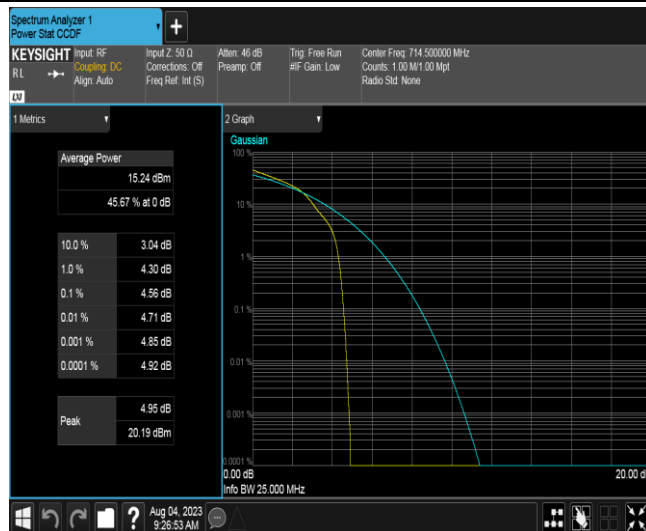 Spectrum Analyzer 1
Power Stat CCDF
KEYSIGHT
RL
Input: RF
Coupling: DC
Align: Auto
Input Z: 50 Ω
Corrections: Off
Freq Ref: Int (S)
Atten: 46 dB
Preamp: Off
Trig: Free Run
#IF Gain: Low
Center Freq: 714.500000 MHz
Counts: 1.00 M/1.00 Mpt
Radio Std: None
1 Metrics
Average Power
15.24 dBm
45.67 % at 0 dB
10.0 % 3.04 dB
1.0 % 4.30 dB
0.1 % 4.56 dB
0.01 % 4.71 dB
0.001 % 4.85 dB
0.0001 % 4.92 dB
Peak
4.95 dB
20.19 dBm
2 Graph
Gaussian
100 %
10 %
1 %
0.1 %
0.01 %
0.001 %
0.0001 %
0.00 dB
20.00 d
Info BW 25.000 MHz
?
Aug 04, 2023
9:26:53 AM